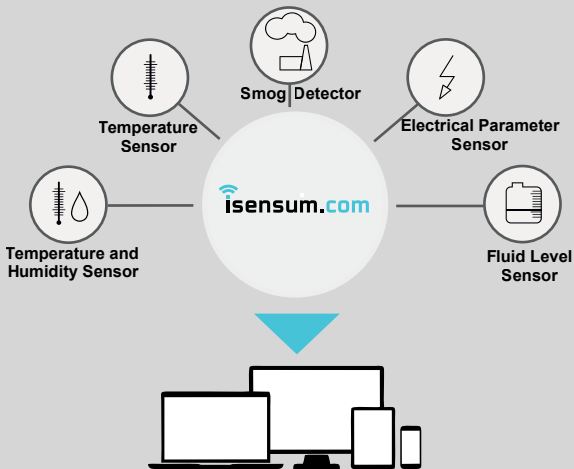 Smog Detector
Temperature
Sensor
Electrical Parameter
Sensor
isensum.com
Temperature and
Humidity Sensor
Fluid Level
Sensor